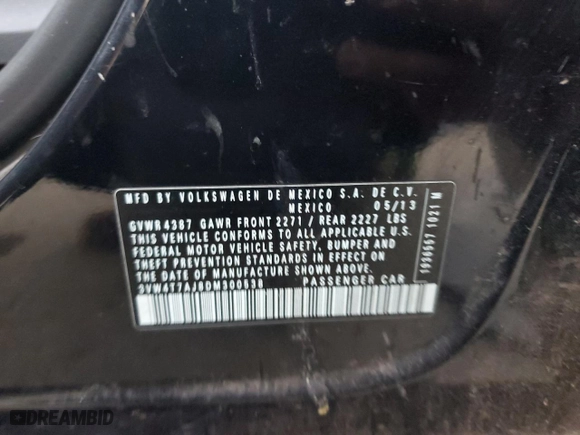 MFD BY VOLKSWAGEN DE MEXICO S.A. DE C.V.
MEXICO 05/13
GVWR 4387 GAWR FRONT 2271 / REAR 2227 LBS
THIS VEHICLE CONFORMS TO ALL APPLICABLE U.S.
FEDERAL MOTOR VEHICLE SAFETY, BUMPER AND
THEFT PREVENTION STANDARDS IN EFFECT ON
THE DATE OF MANUFACTURE SHOWN ABOVE
PASSENGER CAR
1021 M
DREAMBID